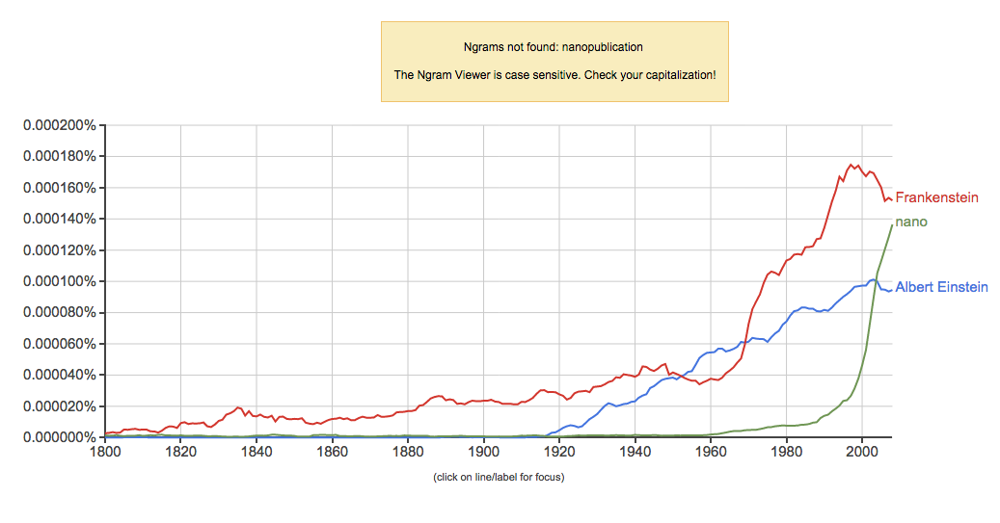 Ngrams not found: nanopublication
The Ngram Viewer is case sensitive. Check your capitalization!
0.000200%
0.000180%
0.000160%
0.000140%
0.000120%
0.000100%
0.000080%
0.000060%
0.000040%
0.000020%
0.000000%
Frankenstein
nano
Albert Einstein
1800 1820 1840 1860 1880 1900 1920 1940 1960 1980 2000
(click on line/label for focus)